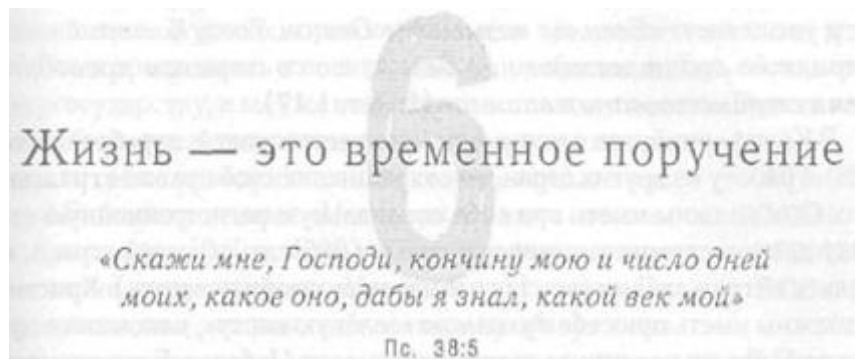 6
Жизнь — это временное поручение
«Скажи мне, Господи, кончину мою и число дней
моих, какое оно, дабы я знал, какой век мой»
Пс. 38:5